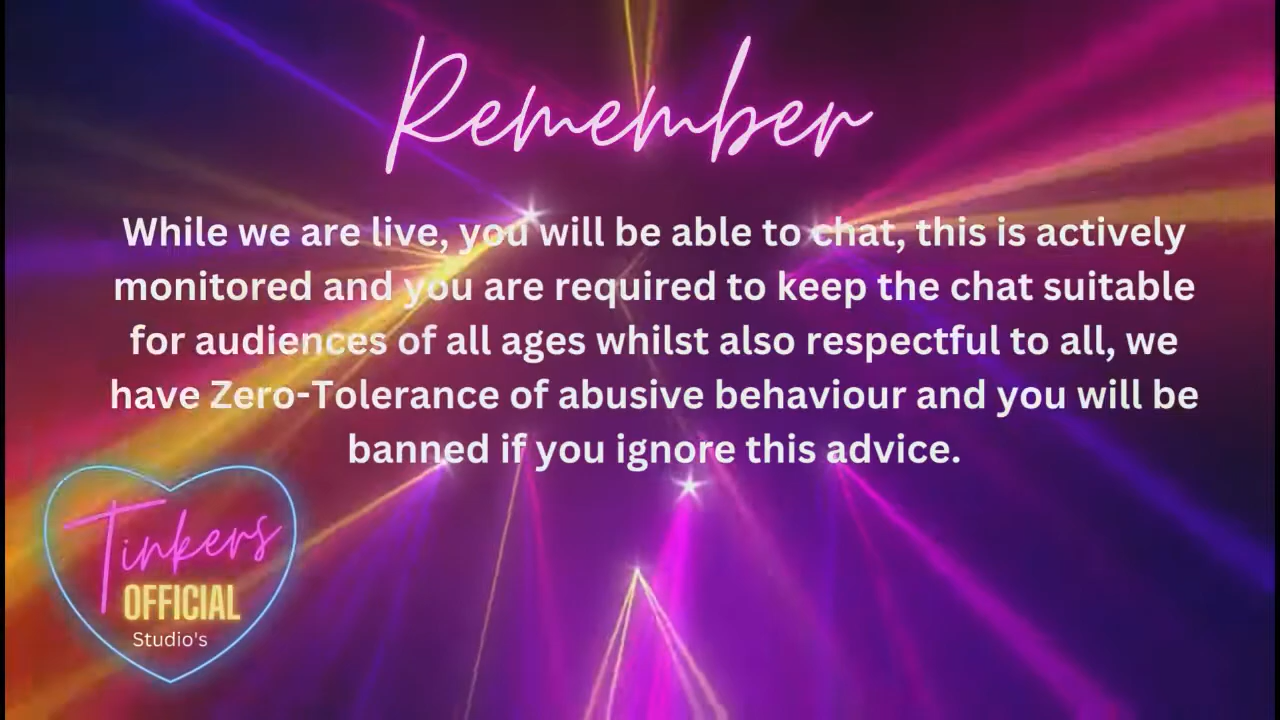 Remember
While we are live, you will be able to chat, this is actively
monitored and you are required to keep the chat suitable
for audiences of all ages whilst also respectful to all, we
have Zero-Tolerance of abusive behaviour and you will be
banned if you ignore this advice.
Tinkers
OFFICIAL
Studio's